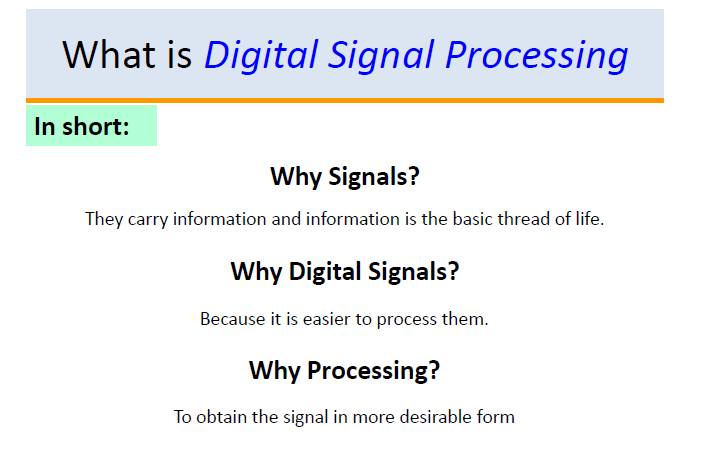 What is Digital Signal Processing
In short:
Why Signals?
They carry information and information is the basic thread of life.
Why Digital Signals?
Because it is easier to process them.
Why Processing?
To obtain the signal in more desirable form